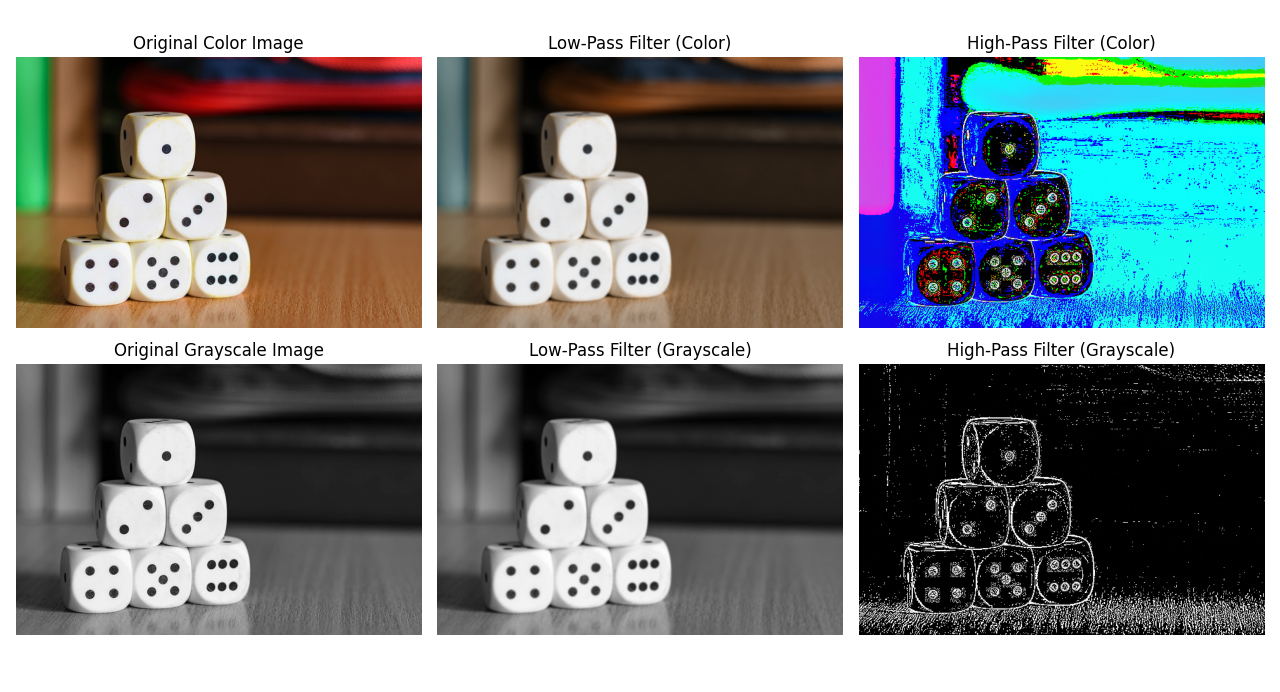 Original Color Image
Low-Pass Filter (Color)
High-Pass Filter (Color)
Original Grayscale Image
Low-Pass Filter (Grayscale)
High-Pass Filter (Grayscale)